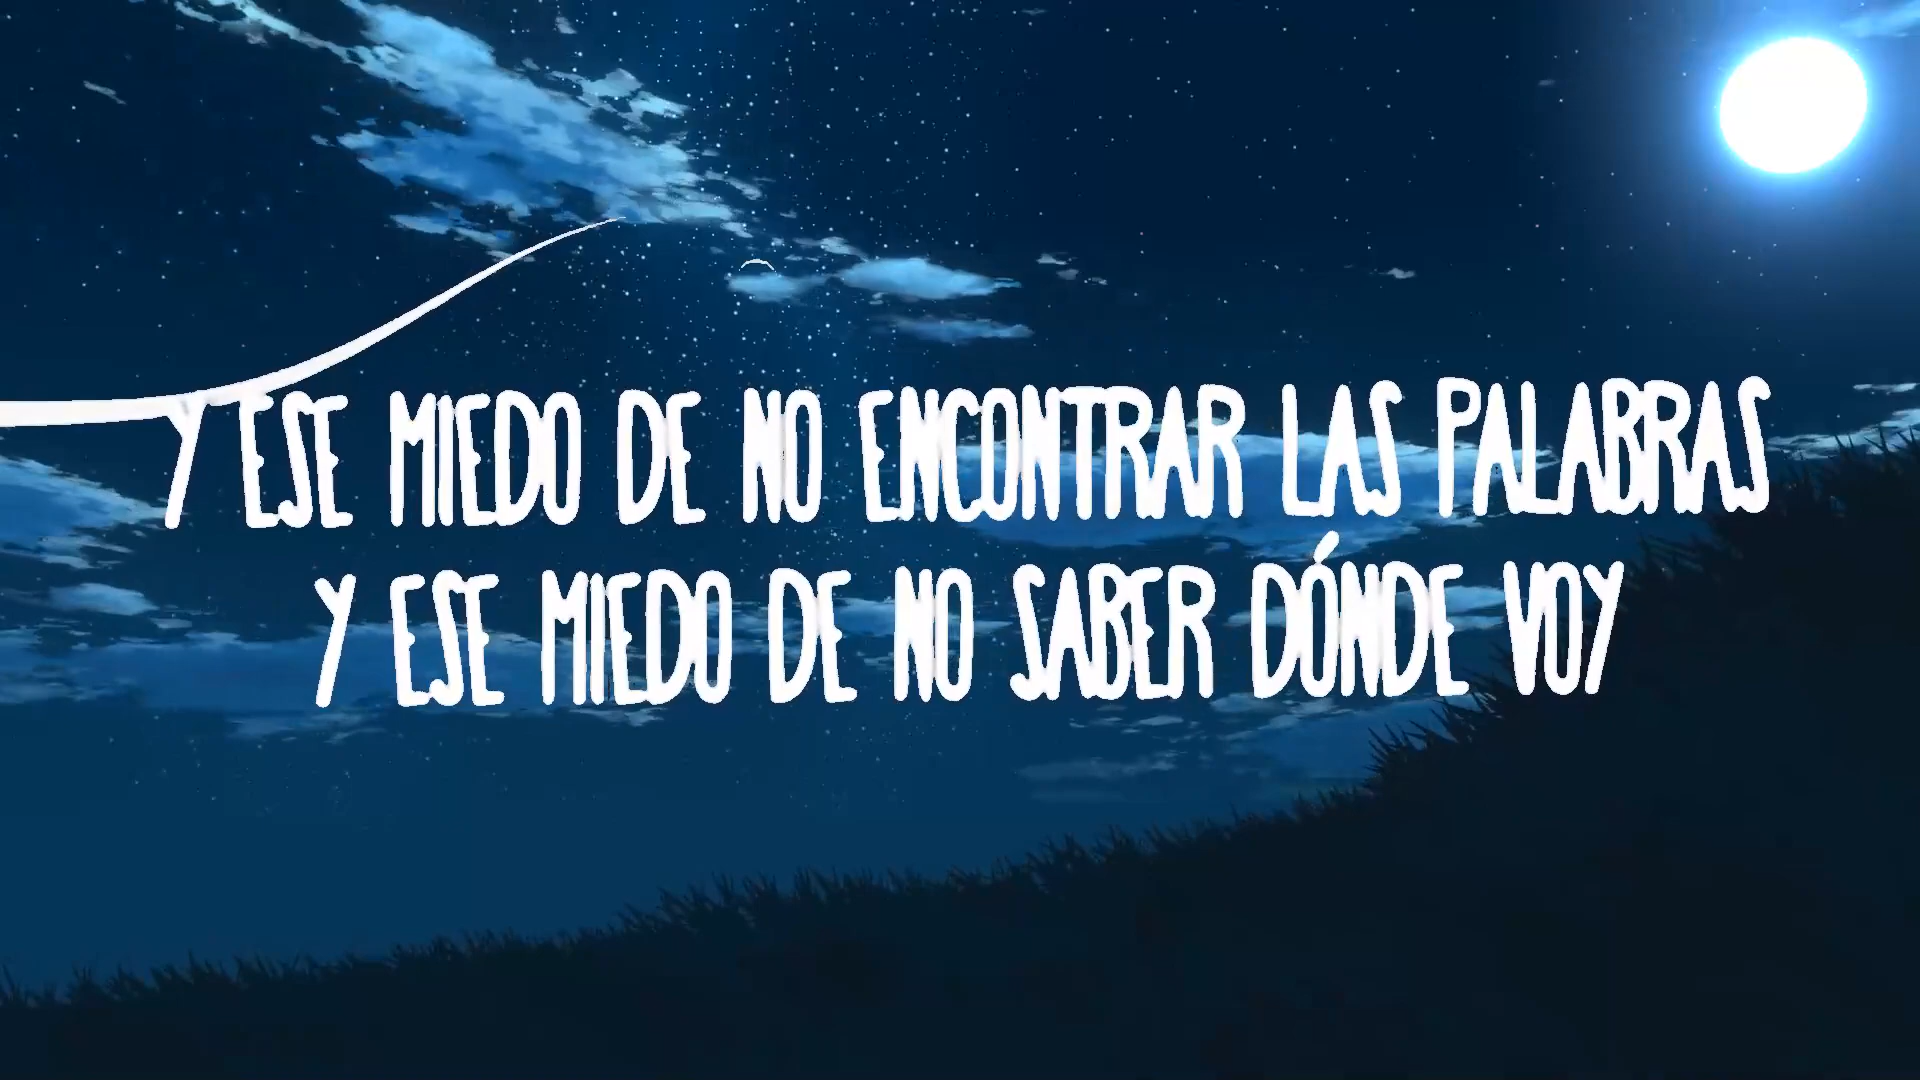 Y ESE MIEDO DE NO ENCONTRAR LAS PALABRAS
Y ESE MIEDO DE NO SABER DÓNDE VOY